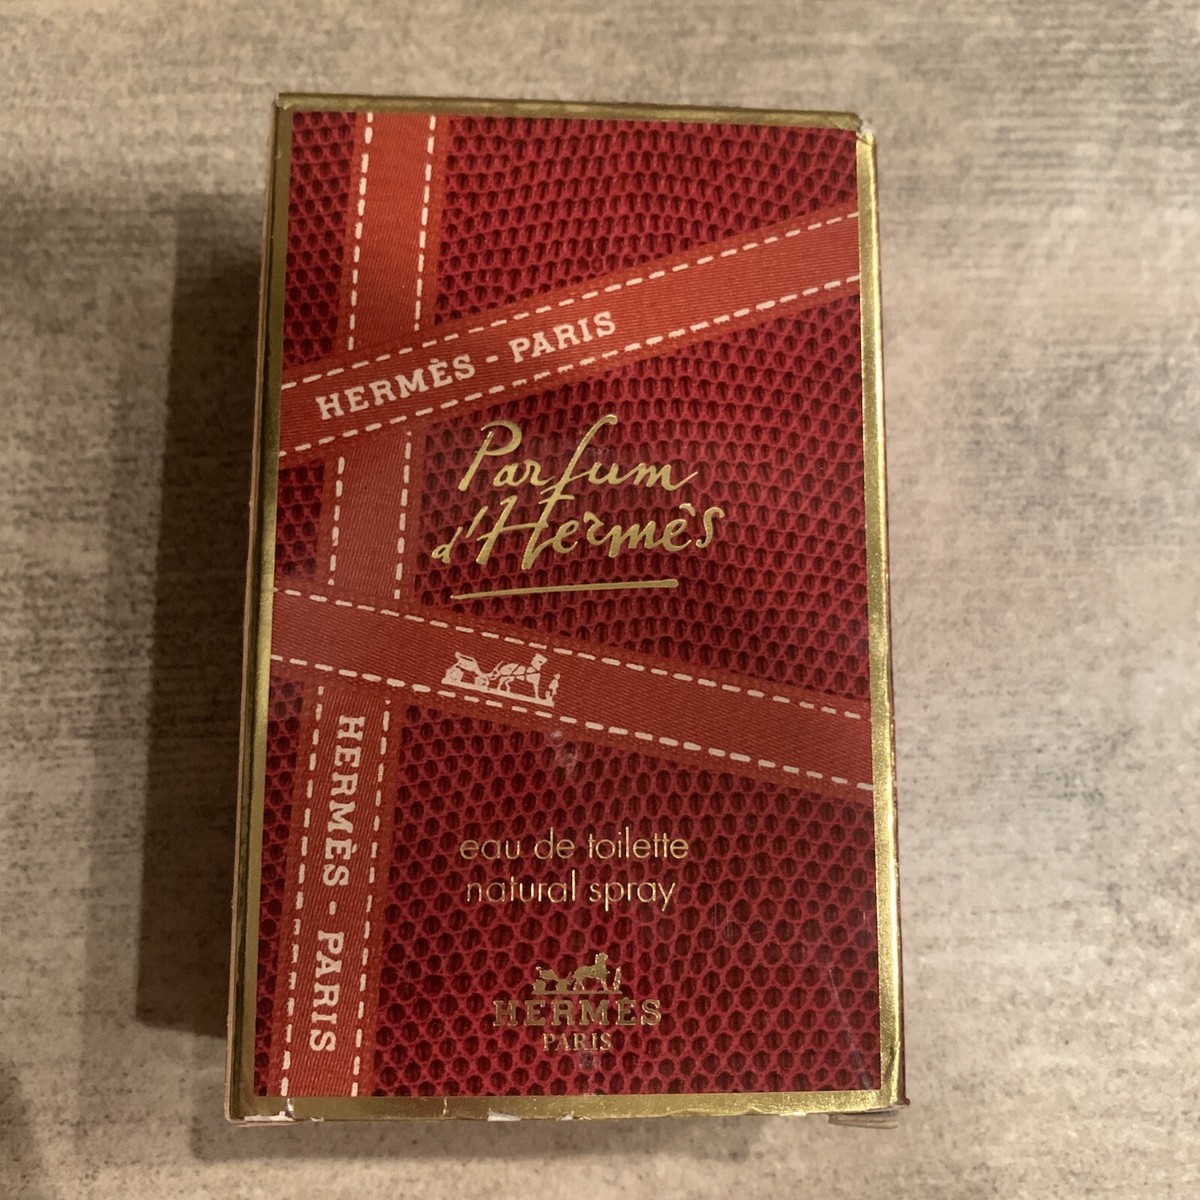 HERMÈS - PARIS
Parfum
d'Hermès
HERMÈS - PARIS
eau de toilette
natural spray
HERMÈS
PARIS